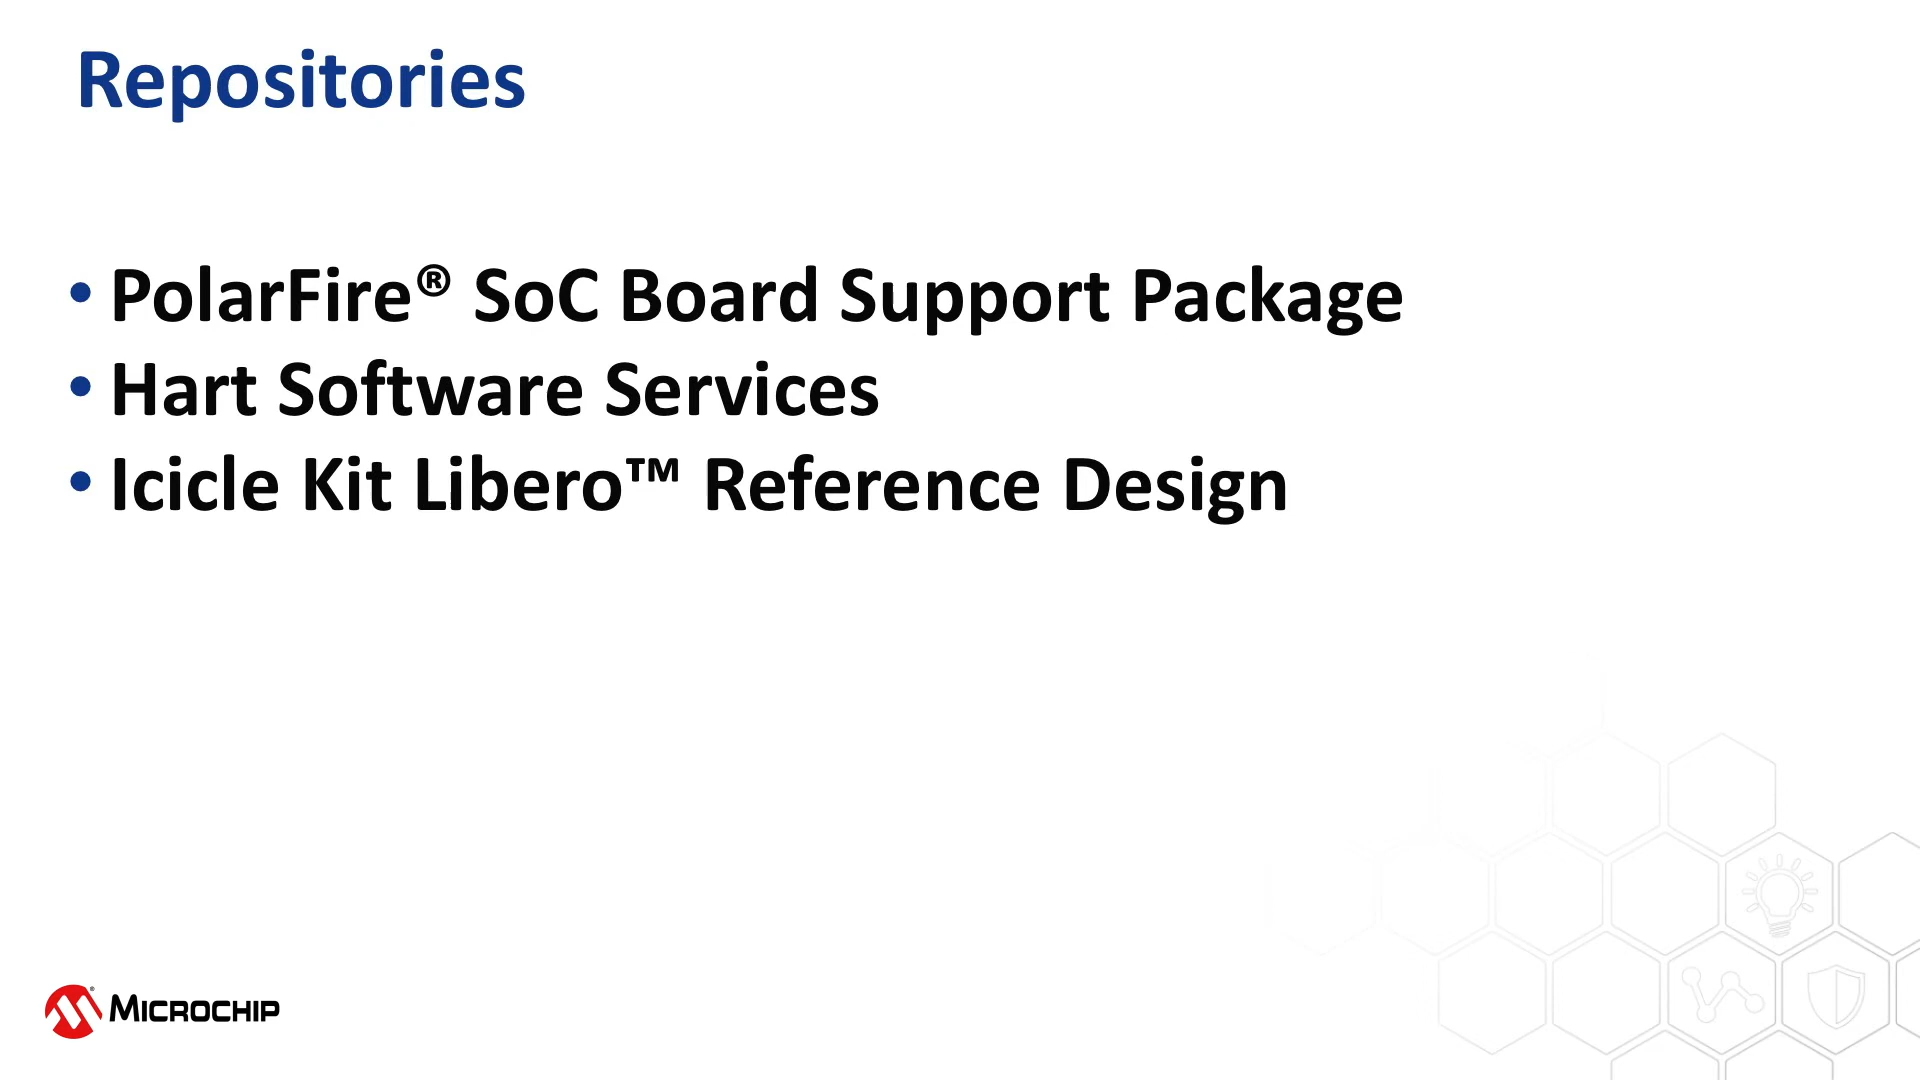 Repositories
• PolarFire® SoC Board Support Package
• Hart Software Services
• Icicle Kit Libero™ Reference Design
MICROCHIP